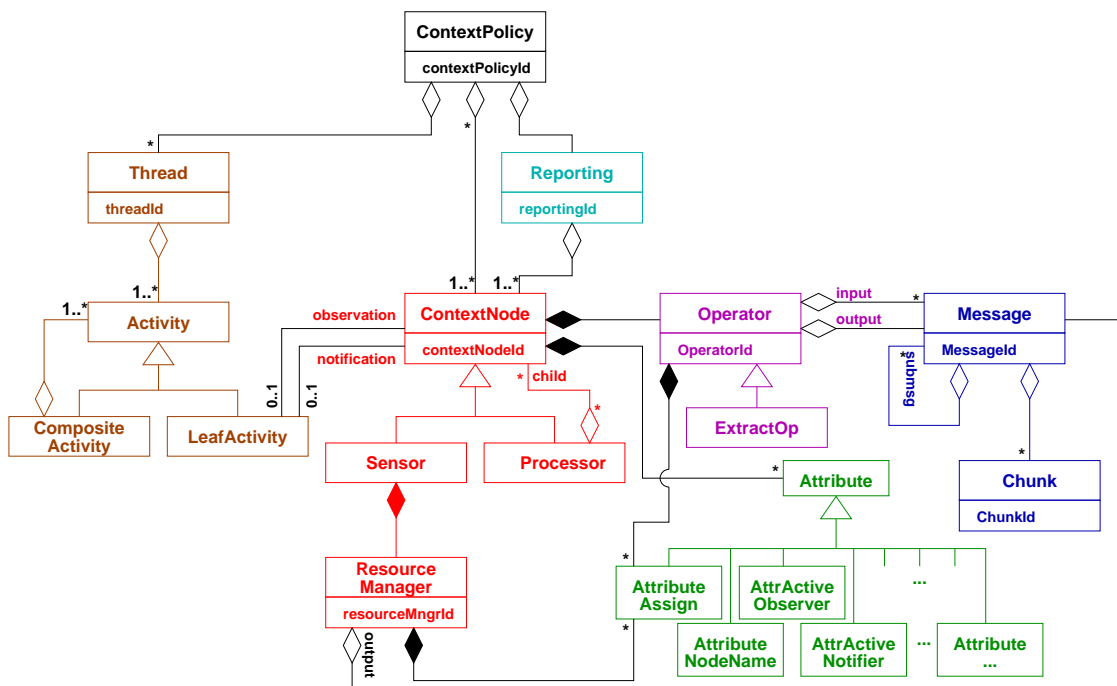 ContextPolicy
contextPolicyId
*
*
Thread
threadId
Reporting
reportingId
1..*
1..*
1..*
1..*
Activity
observation
notification
ContextNode
contextNodeId
Operator
OperatorId
input
output
*
Message
MessageId
*
submsg
0..1
0..1
*
child
*
Composite
Activity
LeafActivity
Sensor
Processor
ExtractOp
*
Attribute
*
Chunk
ChunkId
Resource
Manager
resourceMngrId
output
*
Attribute
Assign
*
AttrActive
Observer
...
Attribute
NodeName
AttrActive
Notifier
...
Attribute
...